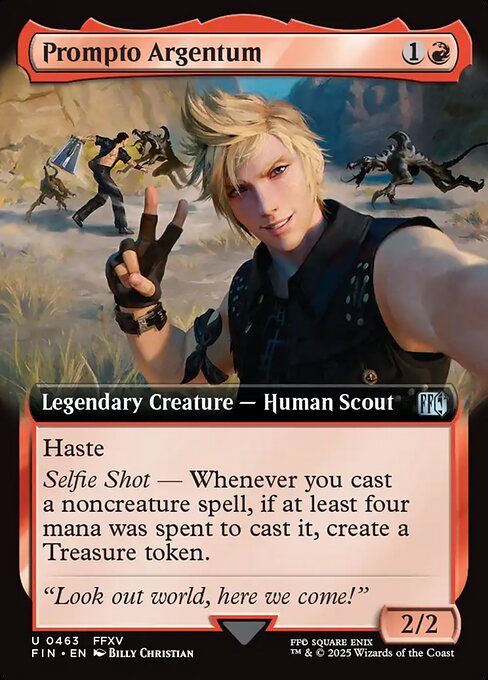 Prompto Argentum 1
Legendary Creature — Human Scout FFC
Haste
Selfie Shot — Whenever you cast
a noncreature spell, if at least four
mana was spent to cast it, create a
Treasure token.
“Look out world, here we come!”
2/2
U 0463 FFXV
FIN • EN Billy Christian
FF© SQUARE ENIX
™ & © 2025 Wizards of the Coast